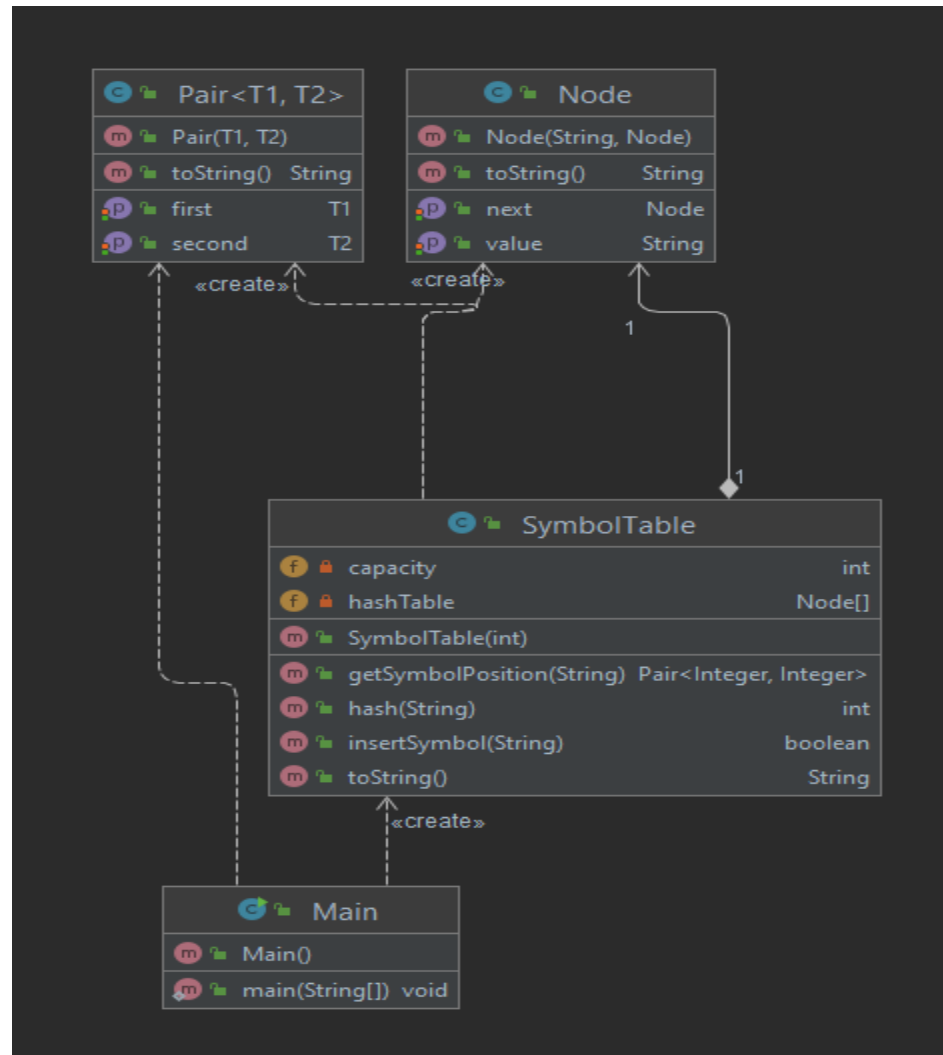 Pair<T1, T2>
Pair(T1, T2)
toString() String
first T1
second T2
Node
Node(String, Node)
toString() String
next Node
value String
«create»
«create»
1
1
SymbolTable
capacity int
hashTable Node[]
SymbolTable(int)
getSymbolPosition(String) Pair<Integer, Integer>
hash(String) int
insertSymbol(String) boolean
toString() String
«create»
Main
Main()
main(String[]) void